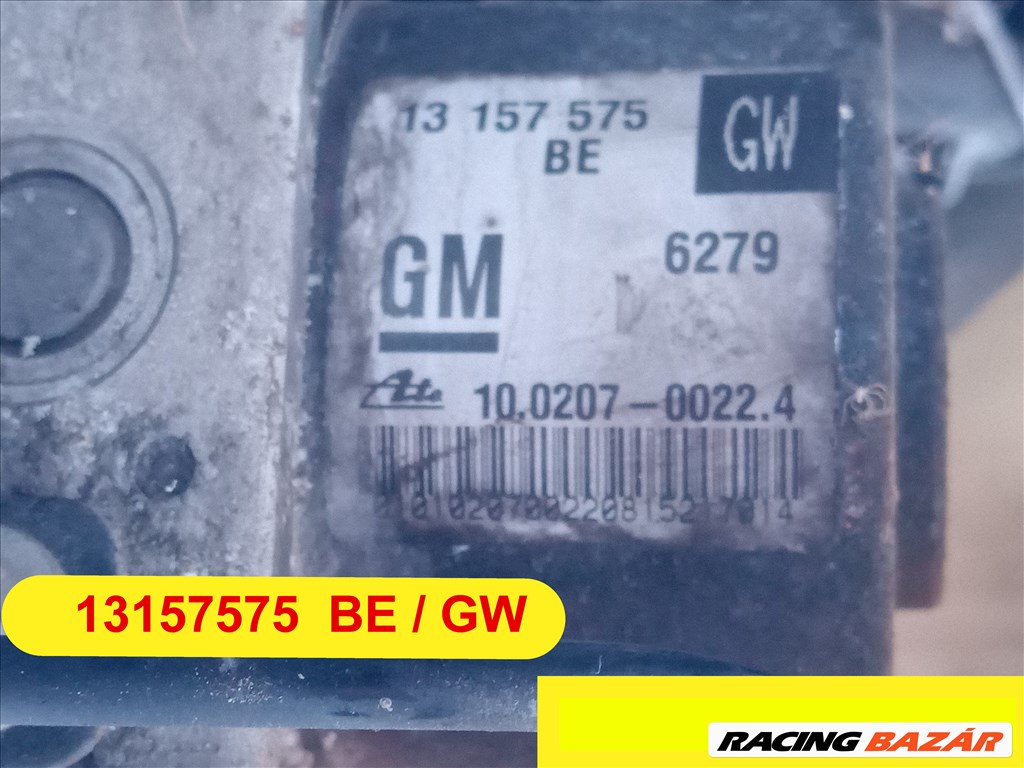 13 157 575
BE
GW
GM
6279
Ate
10.0207-0022.4
13157575 BE / GW
RACING BAZÁR